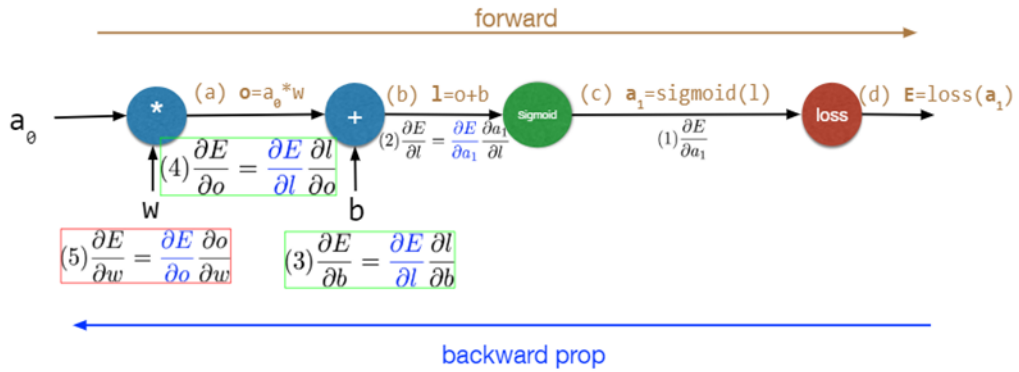 forward
(a) o=a₀*w
(b) l=o+b
(c) a₁=sigmoid(l)
(d) E=loss(a₁)
a₀
*
+
Sigmoid
loss
(2) ∂E/∂l = ∂E/∂a₁ ∂a₁/∂l
(1) ∂E/∂a₁
(4) ∂E/∂o = ∂E/∂l ∂l/∂o
w
b
(5) ∂E/∂w = ∂E/∂o ∂o/∂w
(3) ∂E/∂b = ∂E/∂l ∂l/∂b
backward prop